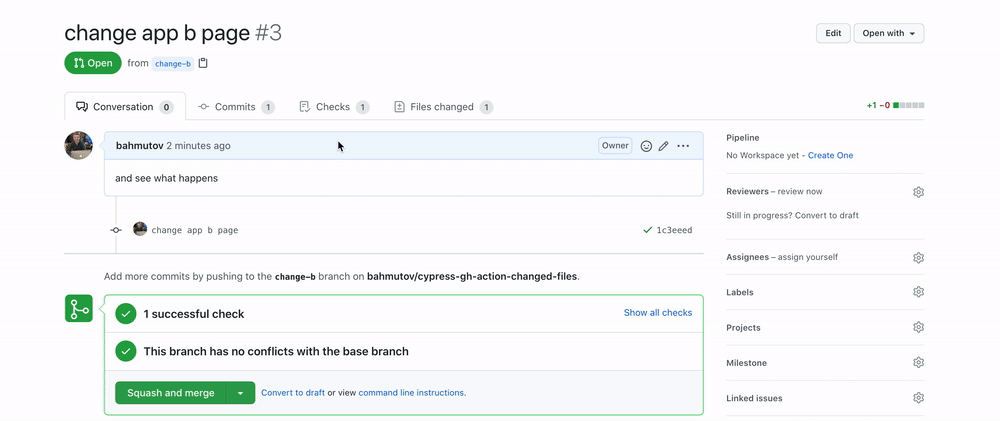 change app b page #3
Edit
Open with
Open
from change-b
Conversation 0
Commits 1
Checks 1
Files changed 1
+1 −0
bahmutov 2 minutes ago
Owner
and see what happens
change app b page
1c3eeed
Add more commits by pushing to the change-b branch on bahmutov/cypress-gh-action-changed-files.
1 successful check
Show all checks
This branch has no conflicts with the base branch
Squash and merge
Convert to draft or view command line instructions.
Pipeline
No Workspace yet - Create One
Reviewers – review now
Still in progress? Convert to draft
Assignees – assign yourself
Labels
Projects
Milestone
Linked issues